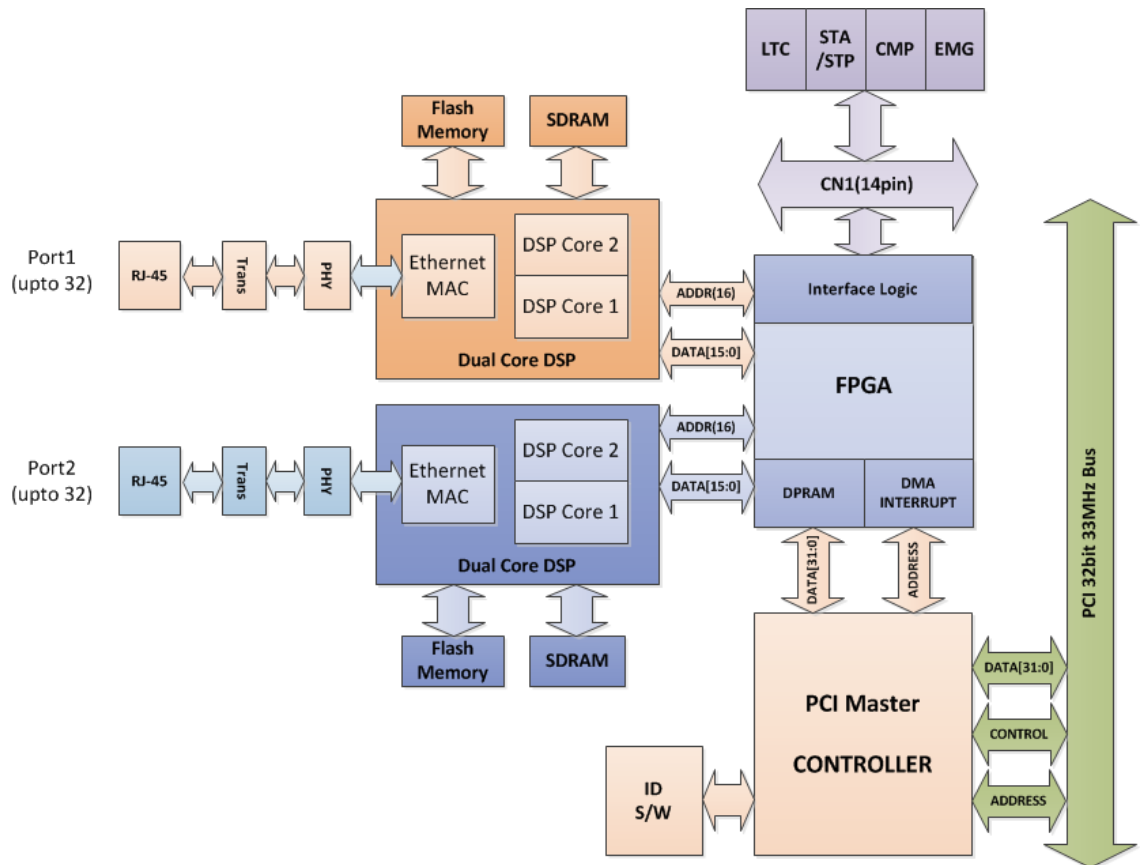 LTC
STA
/STP
CMP
EMG
Flash
Memory
SDRAM
CN1(14pin)
Port1
(upto 32)
RJ-45
Trans
PHY
Ethernet
MAC
DSP Core 2
DSP Core 1
Dual Core DSP
ADDR(16)
DATA[15:0]
Interface Logic
FPGA
Port2
(upto 32)
RJ-45
Trans
PHY
Ethernet
MAC
DSP Core 2
DSP Core 1
Dual Core DSP
ADDR(16)
DATA[15:0]
DPRAM
DMA
INTERRUPT
Flash
Memory
SDRAM
DATA[31:0]
ADDRESS
PCI Master
CONTROLLER
ID
S/W
DATA[31:0]
CONTROL
ADDRESS
PCI 32bit 33MHz Bus